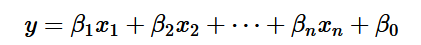 y = β₁x₁ + β₂x₂ + ⋯ + βₙxₙ + β₀